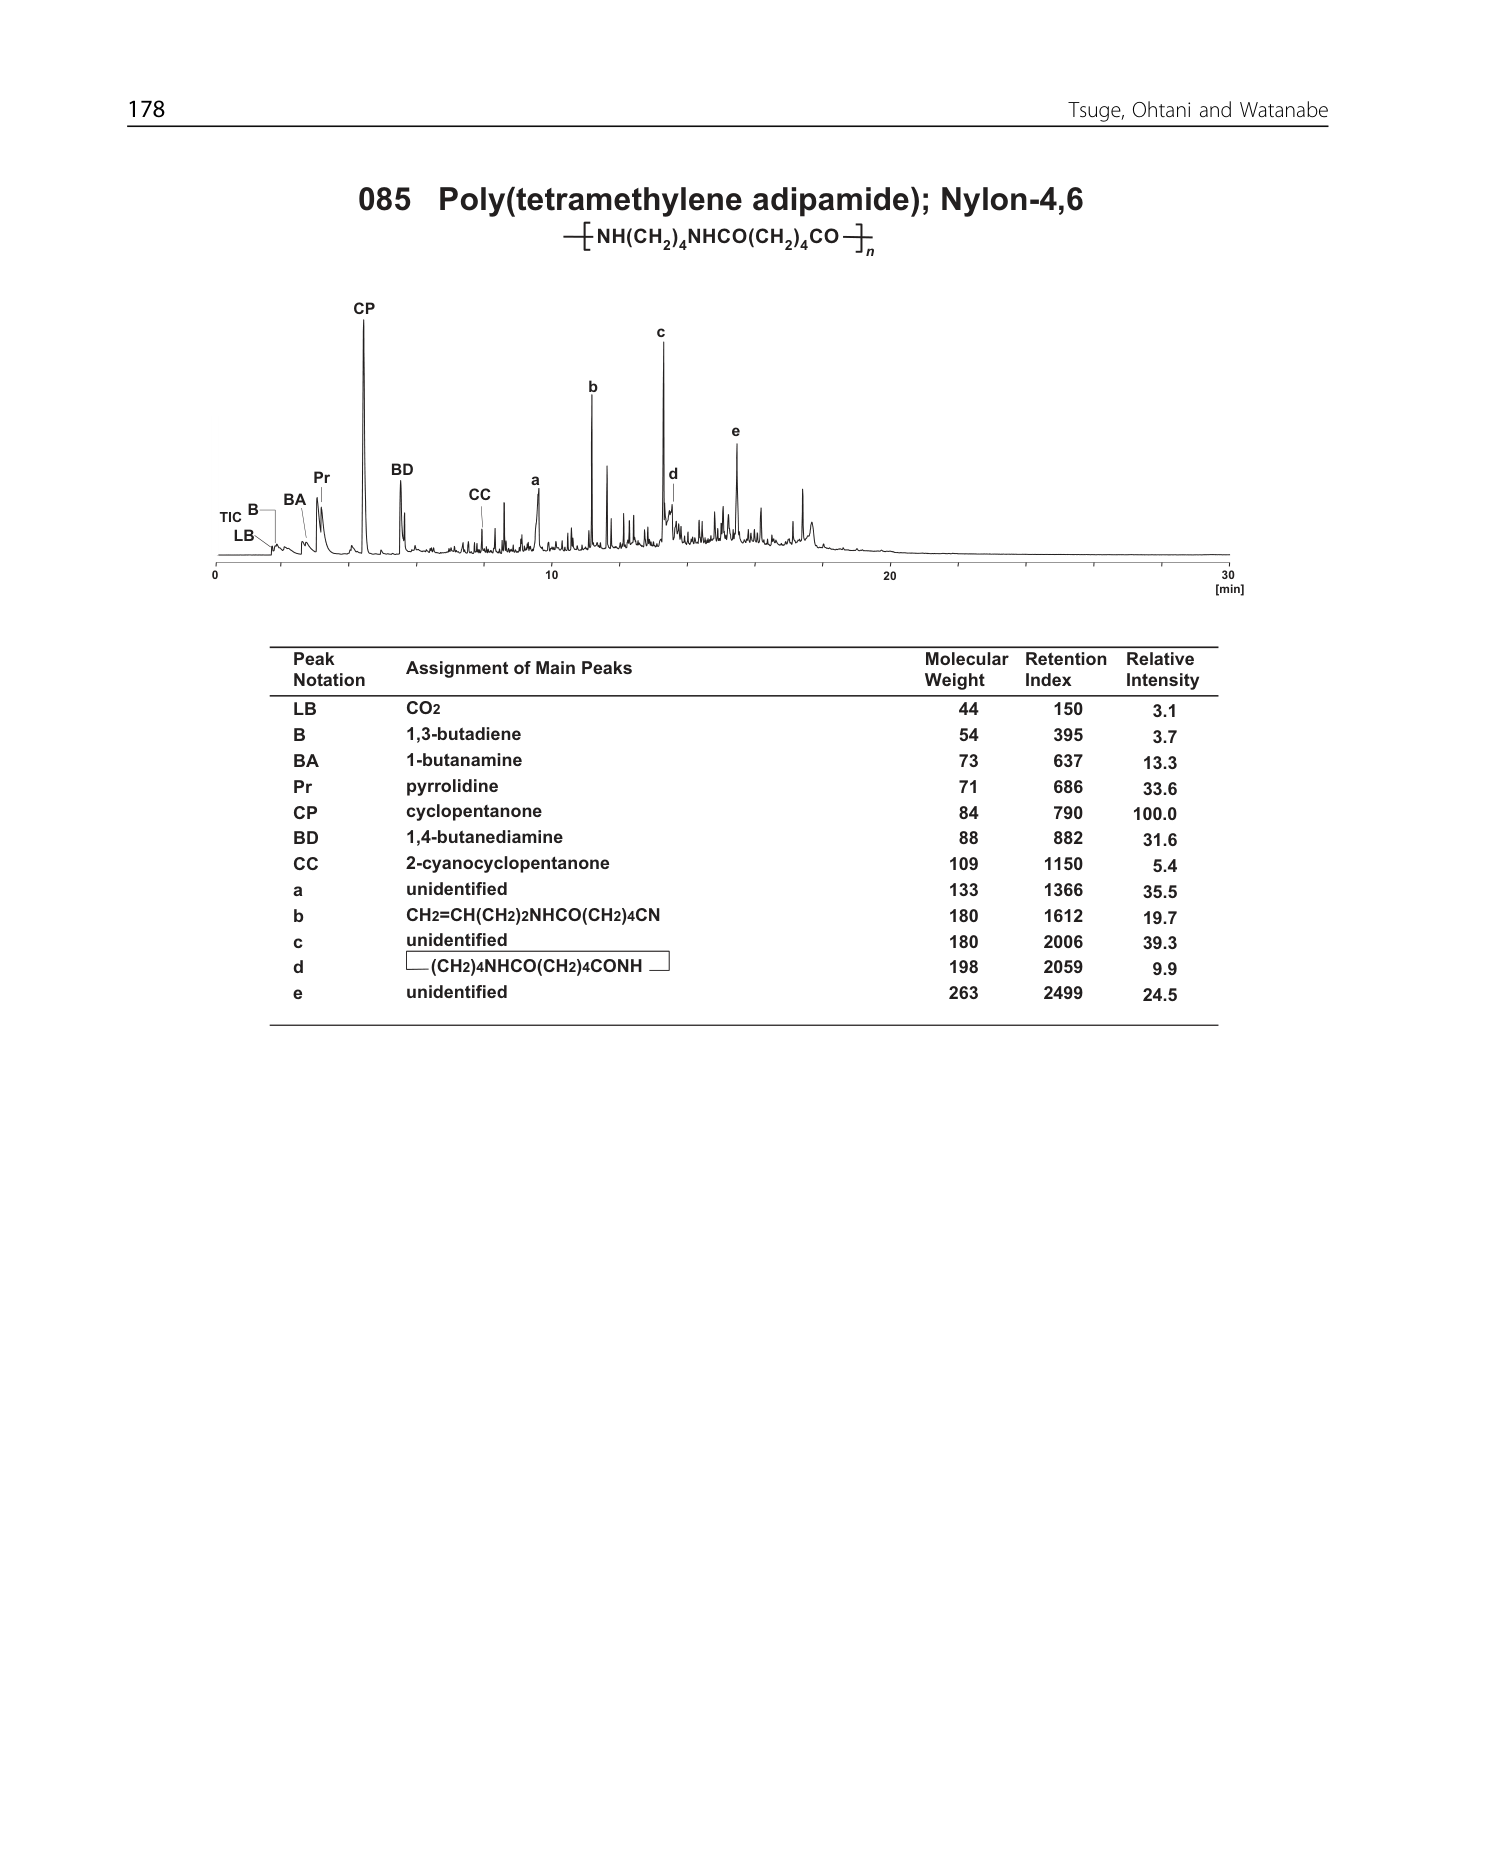 178 Tsuge, Ohtani and Watanabe
085 Poly(tetramethylene adipamide); Nylon-4,6
[NH(CH2)4NHCO(CH2)4CO]n
CP
c
b
e
BD
d
Pr
a
CC
BA
B
TIC
LB
0 10 20 30
[min]
Peak Notation Assignment of Main Peaks Molecular Weight Retention Index Relative Intensity
LB CO2 44 150 3.1
B 1,3-butadiene 54 395 3.7
BA 1-butanamine 73 637 13.3
Pr pyrrolidine 71 686 33.6
CP cyclopentanone 84 790 100.0
BD 1,4-butanediamine 88 882 31.6
CC 2-cyanocyclopentanone 109 1150 5.4
a unidentified 133 1366 35.5
b CH2=CH(CH2)2NHCO(CH2)4CN 180 1612 19.7
c unidentified 180 2006 39.3
d (CH2)4NHCO(CH2)4CONH 198 2059 9.9
e unidentified 263 2499 24.5